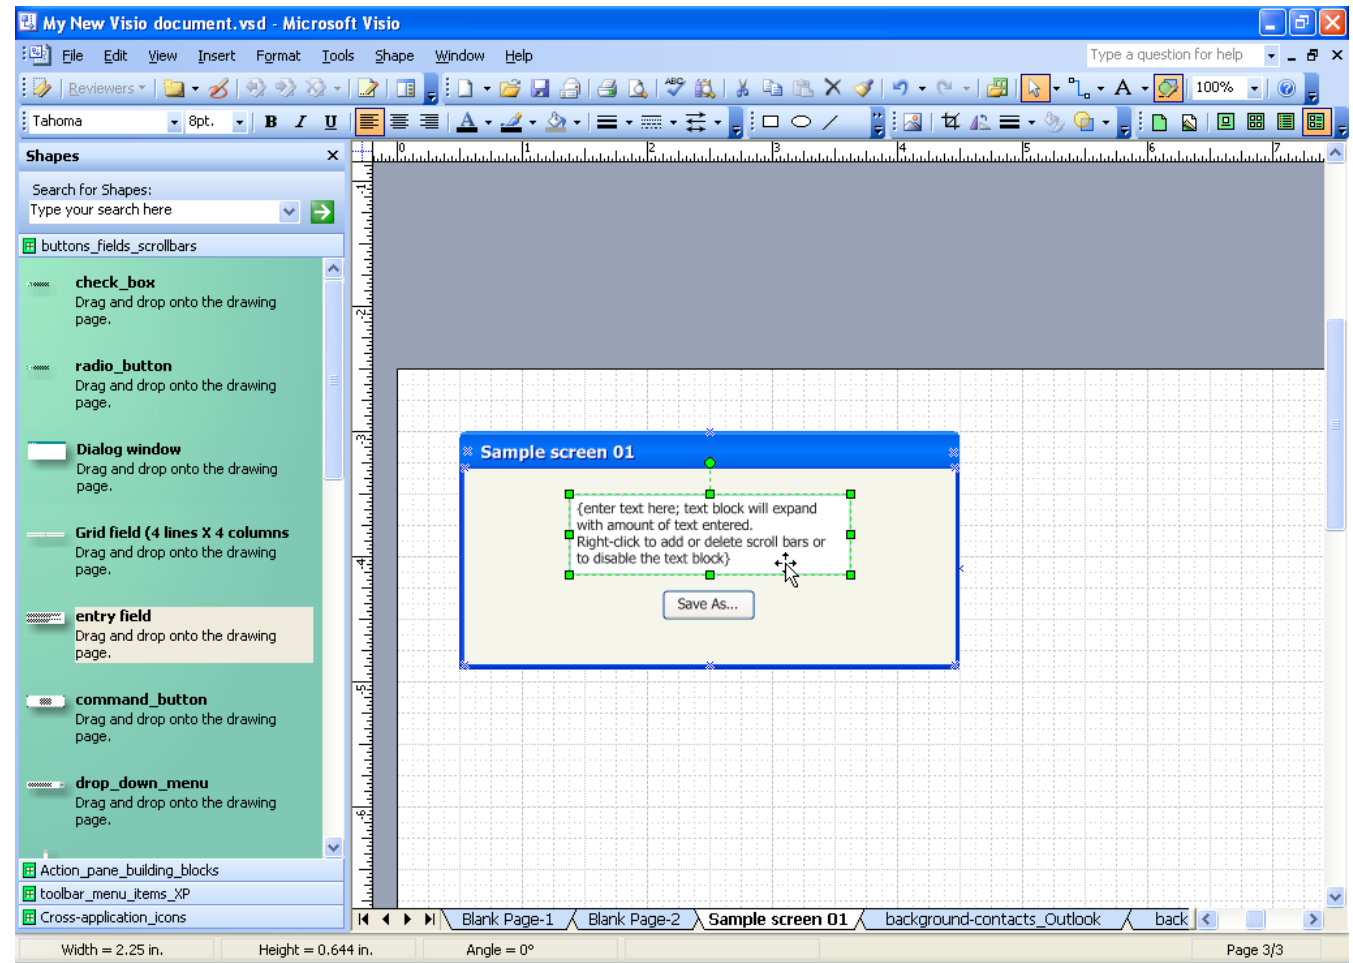 My New Visio document.vsd - Microsoft Visio
File Edit View Insert Format Tools Shape Window Help
Type a question for help
Reviewers
100%
Tahoma
8pt.
B I U
A
Shapes
Search for Shapes:
Type your search here
buttons_fields_scrollbars
check_box
Drag and drop onto the drawing
page.
radio_button
Drag and drop onto the drawing
page.
Dialog window
Drag and drop onto the drawing
page.
Grid field (4 lines X 4 columns
Drag and drop onto the drawing
page.
entry field
Drag and drop onto the drawing
page.
command_button
Drag and drop onto the drawing
page.
drop_down_menu
Drag and drop onto the drawing
page.
Action_pane_building_blocks
toolbar_menu_items_XP
Cross-application_icons
0 1 2 3 4 5 6 7
Sample screen 01
{enter text here; text block will expand
with amount of text entered.
Right-click to add or delete scroll bars or
to disable the text block}
Save As...
Blank Page-1 Blank Page-2 Sample screen 01 background-contacts_Outlook back
Width = 2.25 in. Height = 0.644 in. Angle = 0° Page 3/3